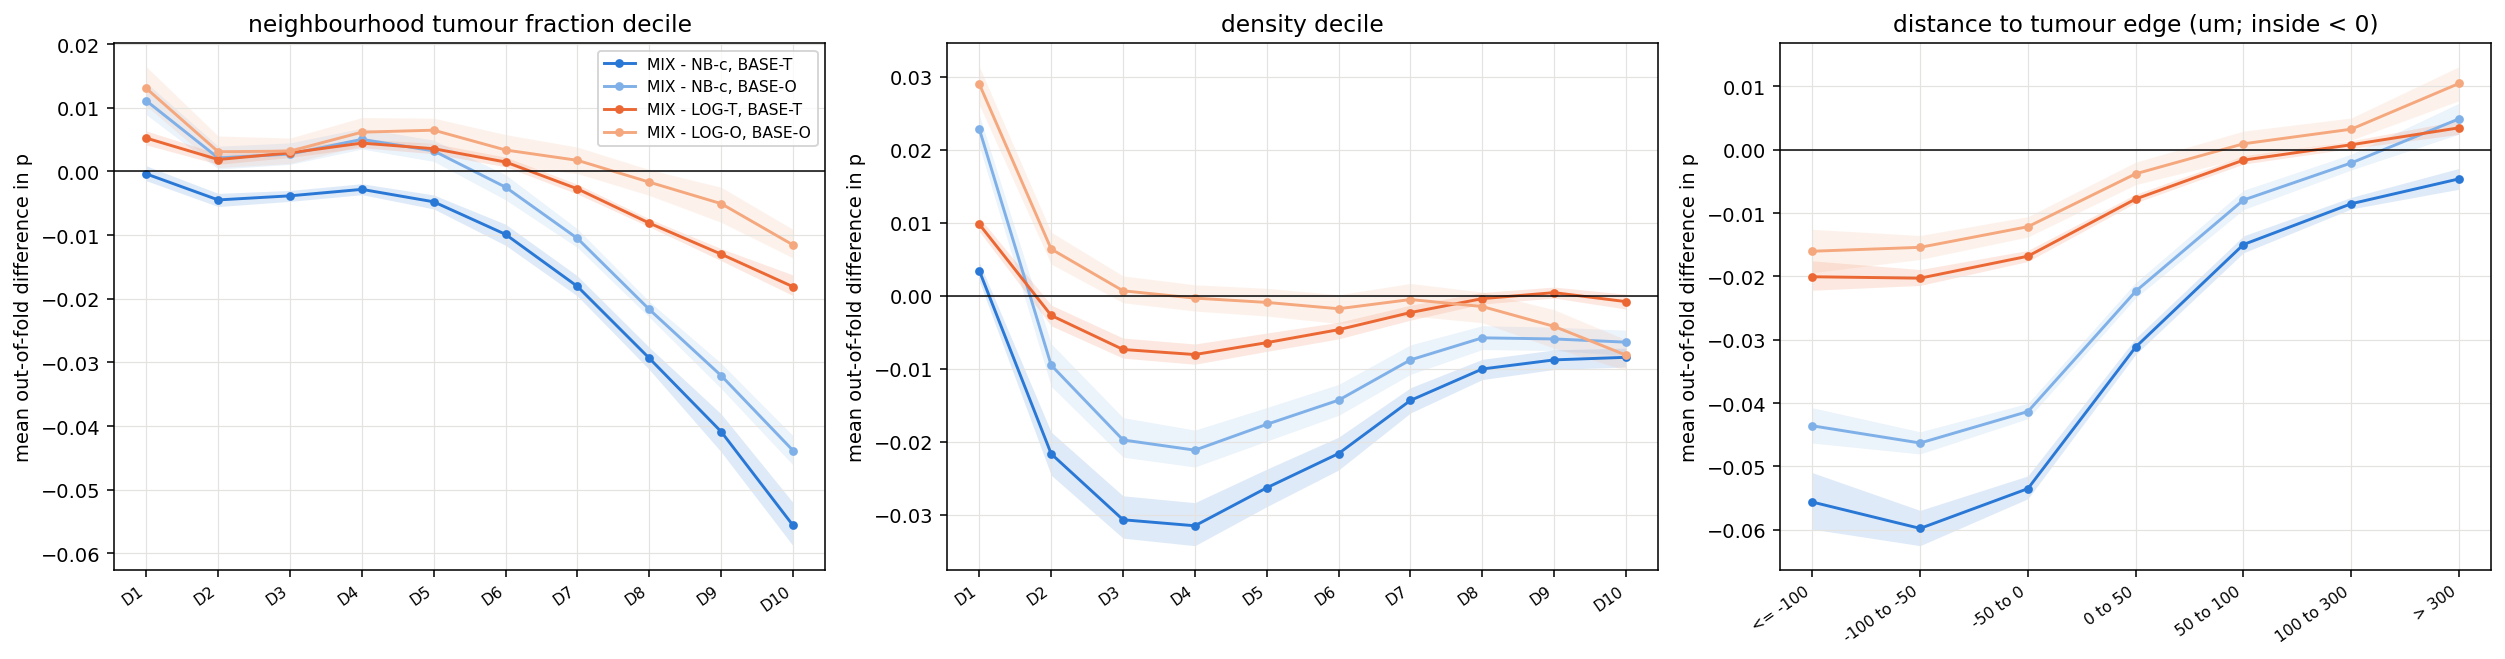 neighbourhood tumour fraction decile
mean out-of-fold difference in p
0.02
0.01
0.00
−0.01
−0.02
−0.03
−0.04
−0.05
−0.06
MIX - NB-c, BASE-T
MIX - NB-c, BASE-O
MIX - LOG-T, BASE-T
MIX - LOG-O, BASE-O
D1 D2 D3 D4 D5 D6 D7 D8 D9 D10
density decile
mean out-of-fold difference in p
0.03
0.02
0.01
0.00
−0.01
−0.02
−0.03
D1 D2 D3 D4 D5 D6 D7 D8 D9 D10
distance to tumour edge (um; inside < 0)
mean out-of-fold difference in p
0.01
0.00
−0.01
−0.02
−0.03
−0.04
−0.05
−0.06
<= -100 -100 to -50 -50 to 0 0 to 50 50 to 100 100 to 300 > 300